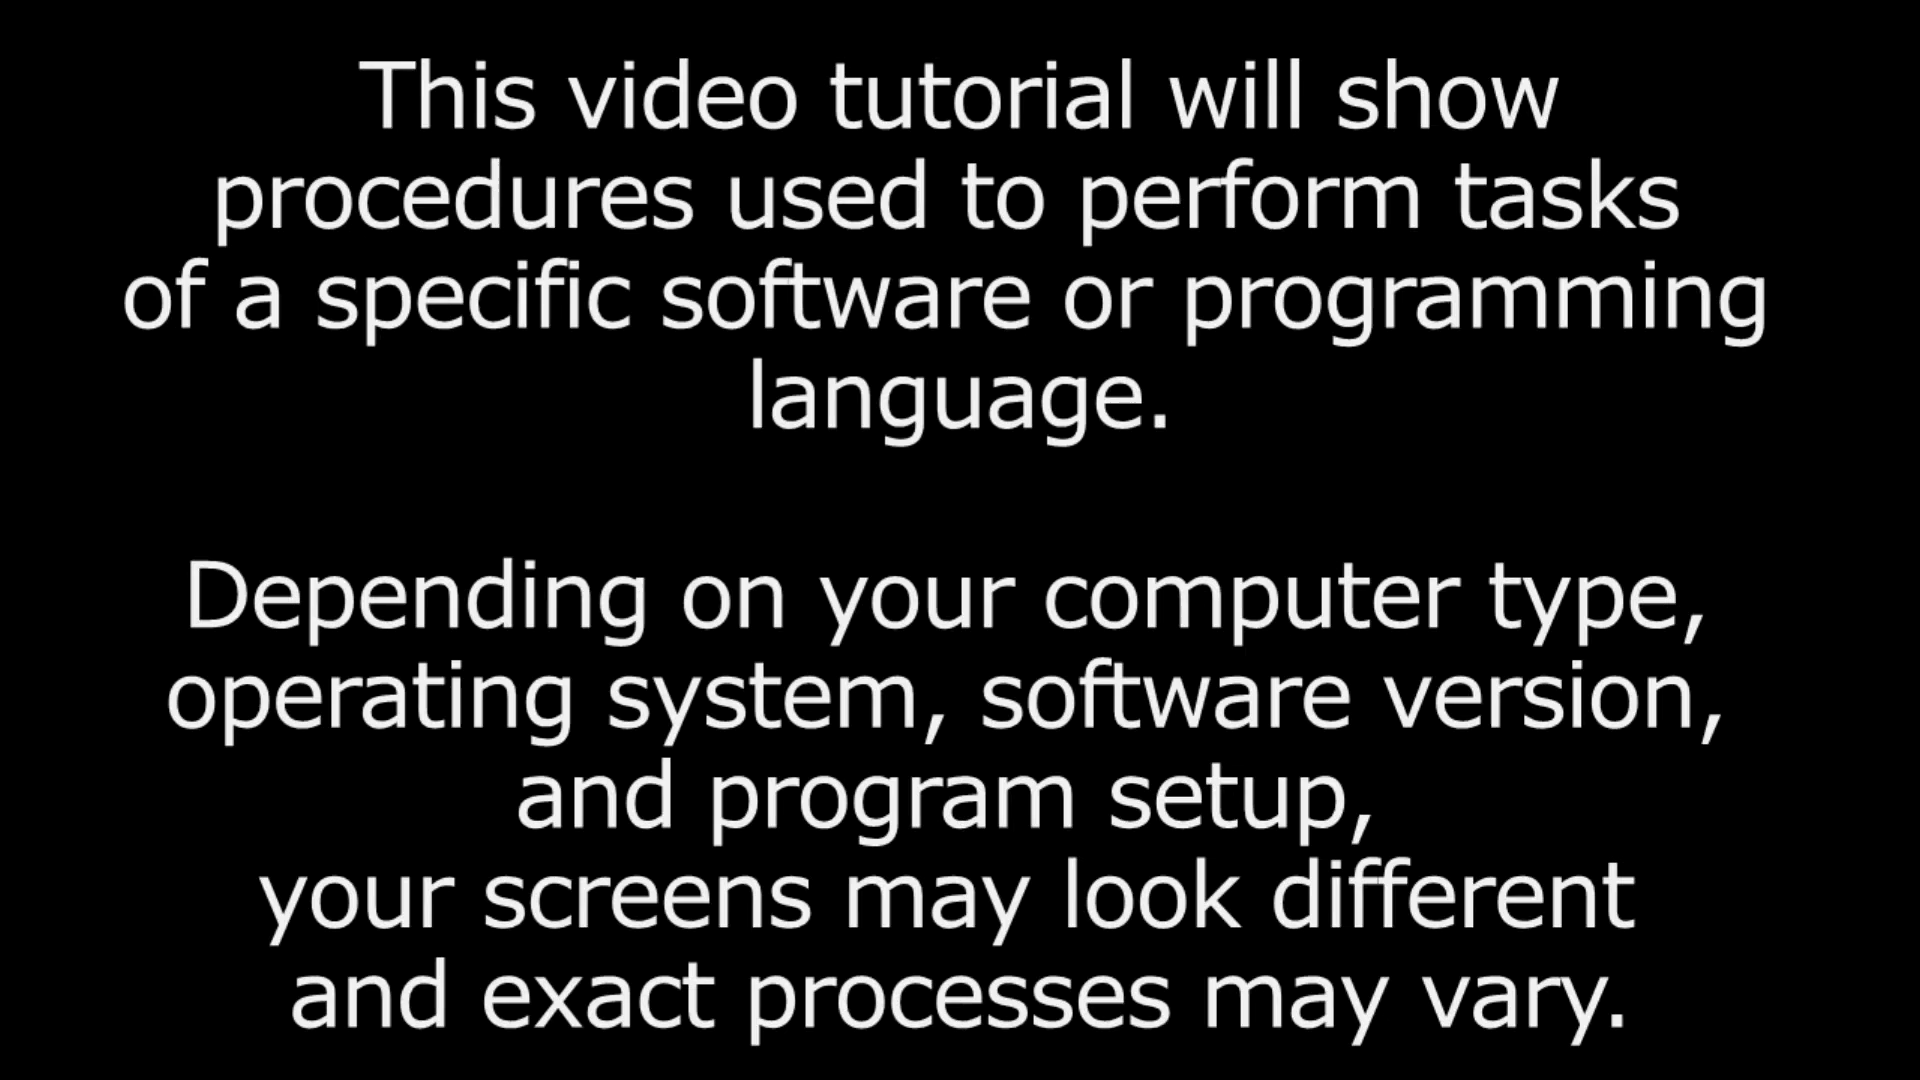 This video tutorial will show
procedures used to perform tasks
of a specific software or programming
language.
Depending on your computer type,
operating system, software version,
and program setup,
your screens may look different
and exact processes may vary.